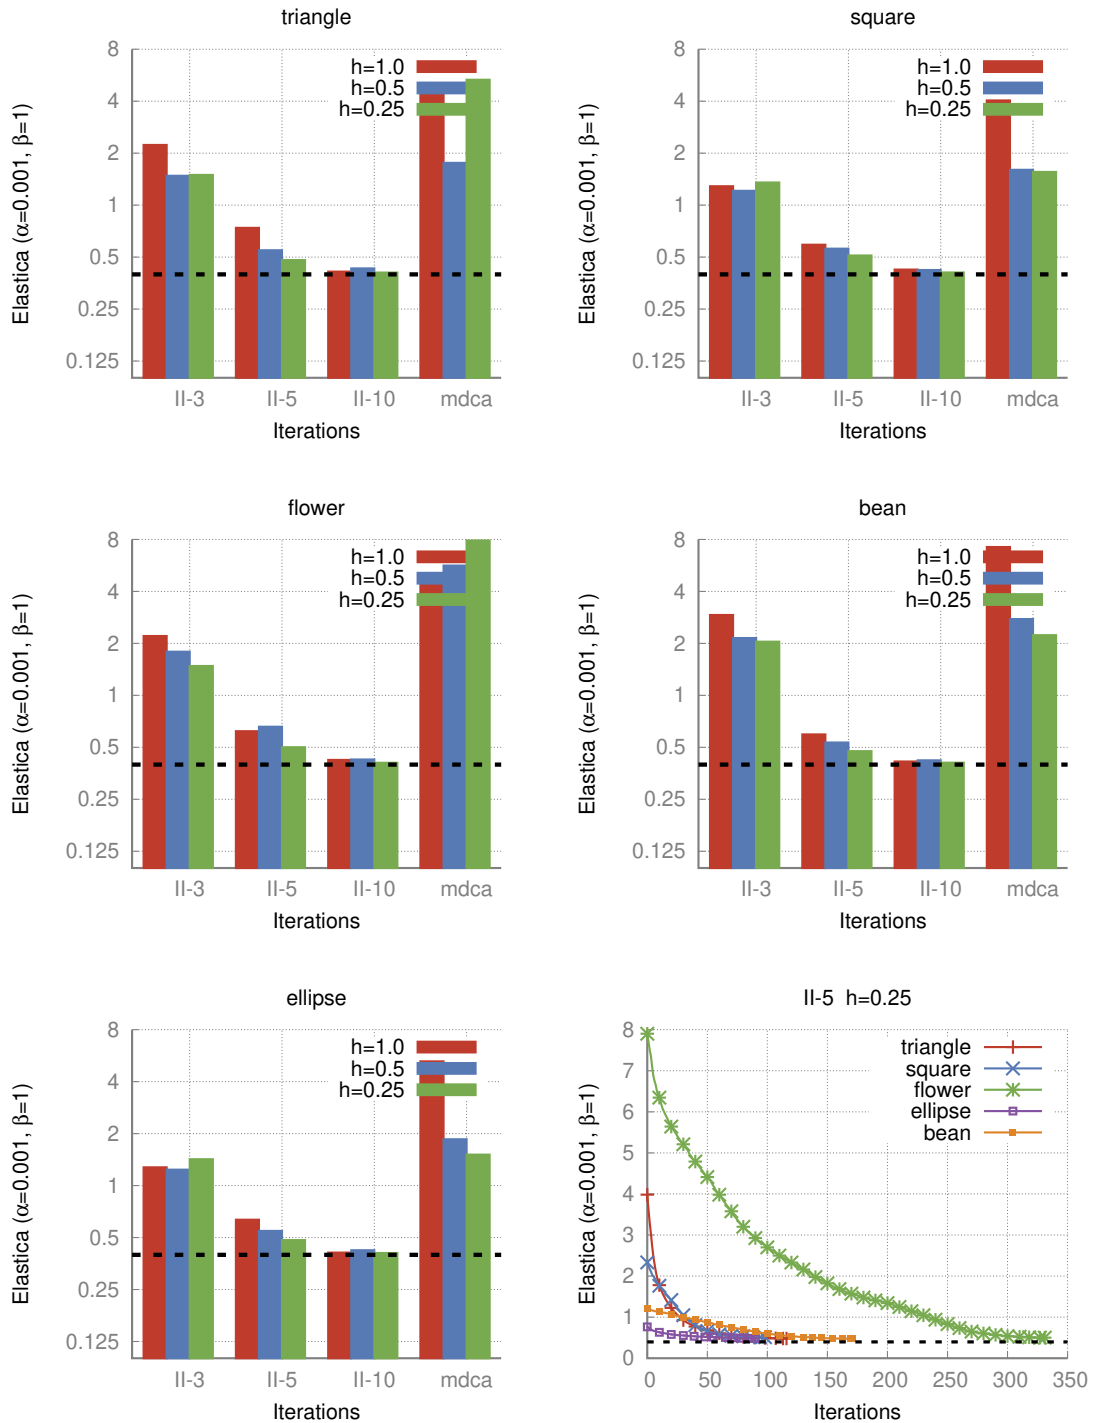 triangle
8
4
2
1
0.5
0.25
0.125
Elastica (α=0.001, β=1)
h=1.0
h=0.5
h=0.25
II-3 II-5 II-10 mdca
Iterations
square
8
4
2
1
0.5
0.25
0.125
Elastica (α=0.001, β=1)
h=1.0
h=0.5
h=0.25
II-3 II-5 II-10 mdca
Iterations
flower
8
4
2
1
0.5
0.25
0.125
Elastica (α=0.001, β=1)
h=1.0
h=0.5
h=0.25
II-3 II-5 II-10 mdca
Iterations
bean
8
4
2
1
0.5
0.25
0.125
Elastica (α=0.001, β=1)
h=1.0
h=0.5
h=0.25
II-3 II-5 II-10 mdca
Iterations
ellipse
8
4
2
1
0.5
0.25
0.125
Elastica (α=0.001, β=1)
h=1.0
h=0.5
h=0.25
II-3 II-5 II-10 mdca
Iterations
II-5 h=0.25
8
7
6
5
4
3
2
1
0
Elastica (α=0.001, β=1)
triangle
square
flower
ellipse
bean
0 50 100 150 200 250 300 350
Iterations